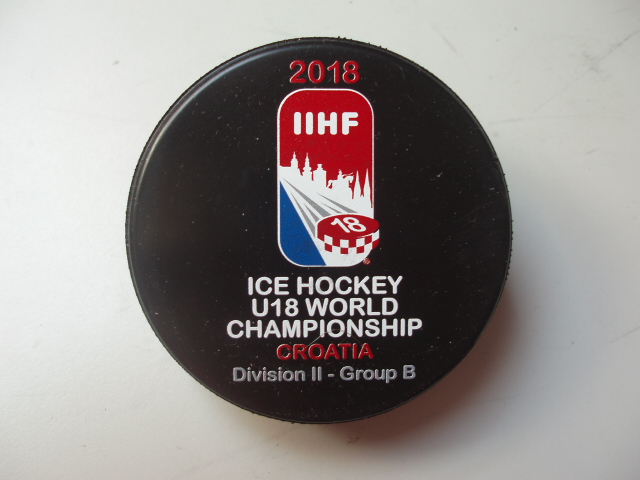 2018
IIHF
18
®
ICE HOCKEY
U18 WORLD
CHAMPIONSHIP
CROATIA
Division II - Group B